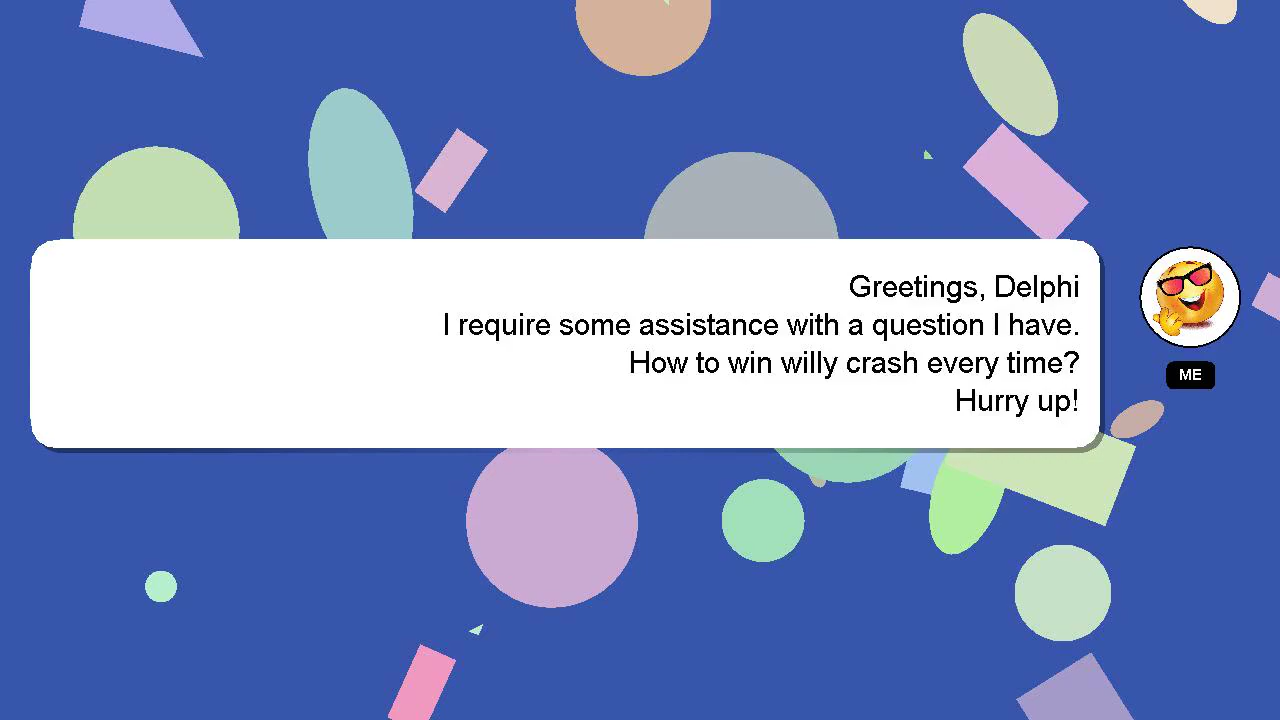 Greetings, Delphi
I require some assistance with a question I have.
How to win willy crash every time?
Hurry up!
ME